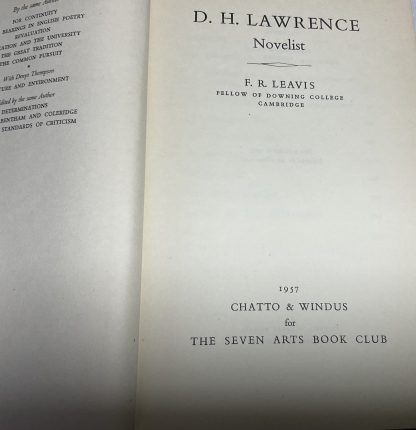 By the same Author
FOR CONTINUITY
BEARINGS IN ENGLISH POETRY
REVALUATION
ATION AND THE UNIVERSITY
THE GREAT TRADITION
THE COMMON PURSUIT
*
With Denys Thompson
TURE AND ENVIRONMENT
Edited by the same Author
DETERMINATIONS
BENTHAM AND COLERIDGE
STANDARDS OF CRITICISM
D. H. LAWRENCE
Novelist
F. R. LEAVIS
FELLOW OF DOWNING COLLEGE
CAMBRIDGE
1957
CHATTO & WINDUS
for
THE SEVEN ARTS BOOK CLUB